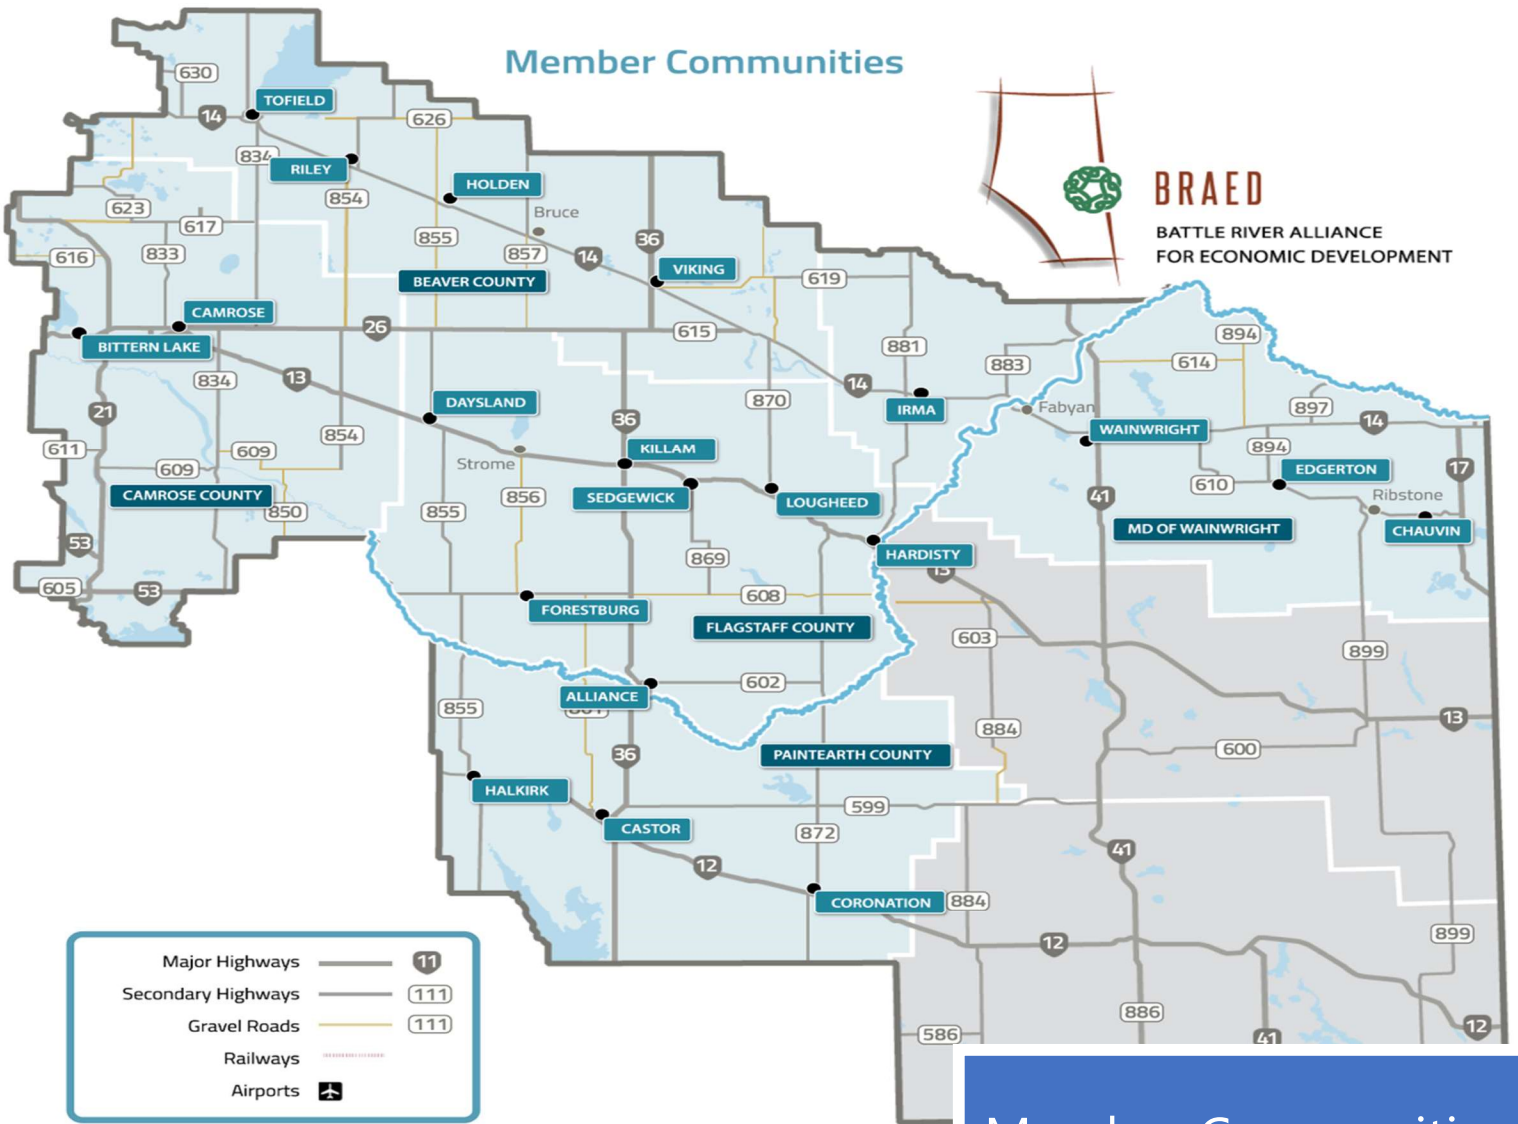 Member Communities
630
TOFIELD
14
626
834
RILEY
854
HOLDEN
Bruce
623
617
616
833
855
857
14
36
VIKING
BEAVER COUNTY
619
BRAED
BATTLE RIVER ALLIANCE
FOR ECONOMIC DEVELOPMENT
CAMROSE
BITTERN LAKE
26
615
881
883
894
614
834
13
21
DAYSLAND
36
870
14
IRMA
Fabyan
WAINWRIGHT
897
14
611
854
609
609
Strome
KILLAM
894
EDGERTON
17
CAMROSE COUNTY
850
856
855
SEDGEWICK
LOUGHEED
41
610
Ribstone
MD OF WAINWRIGHT
CHAUVIN
53
HARDISTY
869
605
53
FORESTBURG
608
FLAGSTAFF COUNTY
603
899
ALLIANCE
602
855
884
13
36
PAINTEARTH COUNTY
600
HALKIRK
599
CASTOR
872
41
12
CORONATION
884
12
899
886
586
41
12
Major Highways 11
Secondary Highways 111
Gravel Roads 111
Railways
Airports